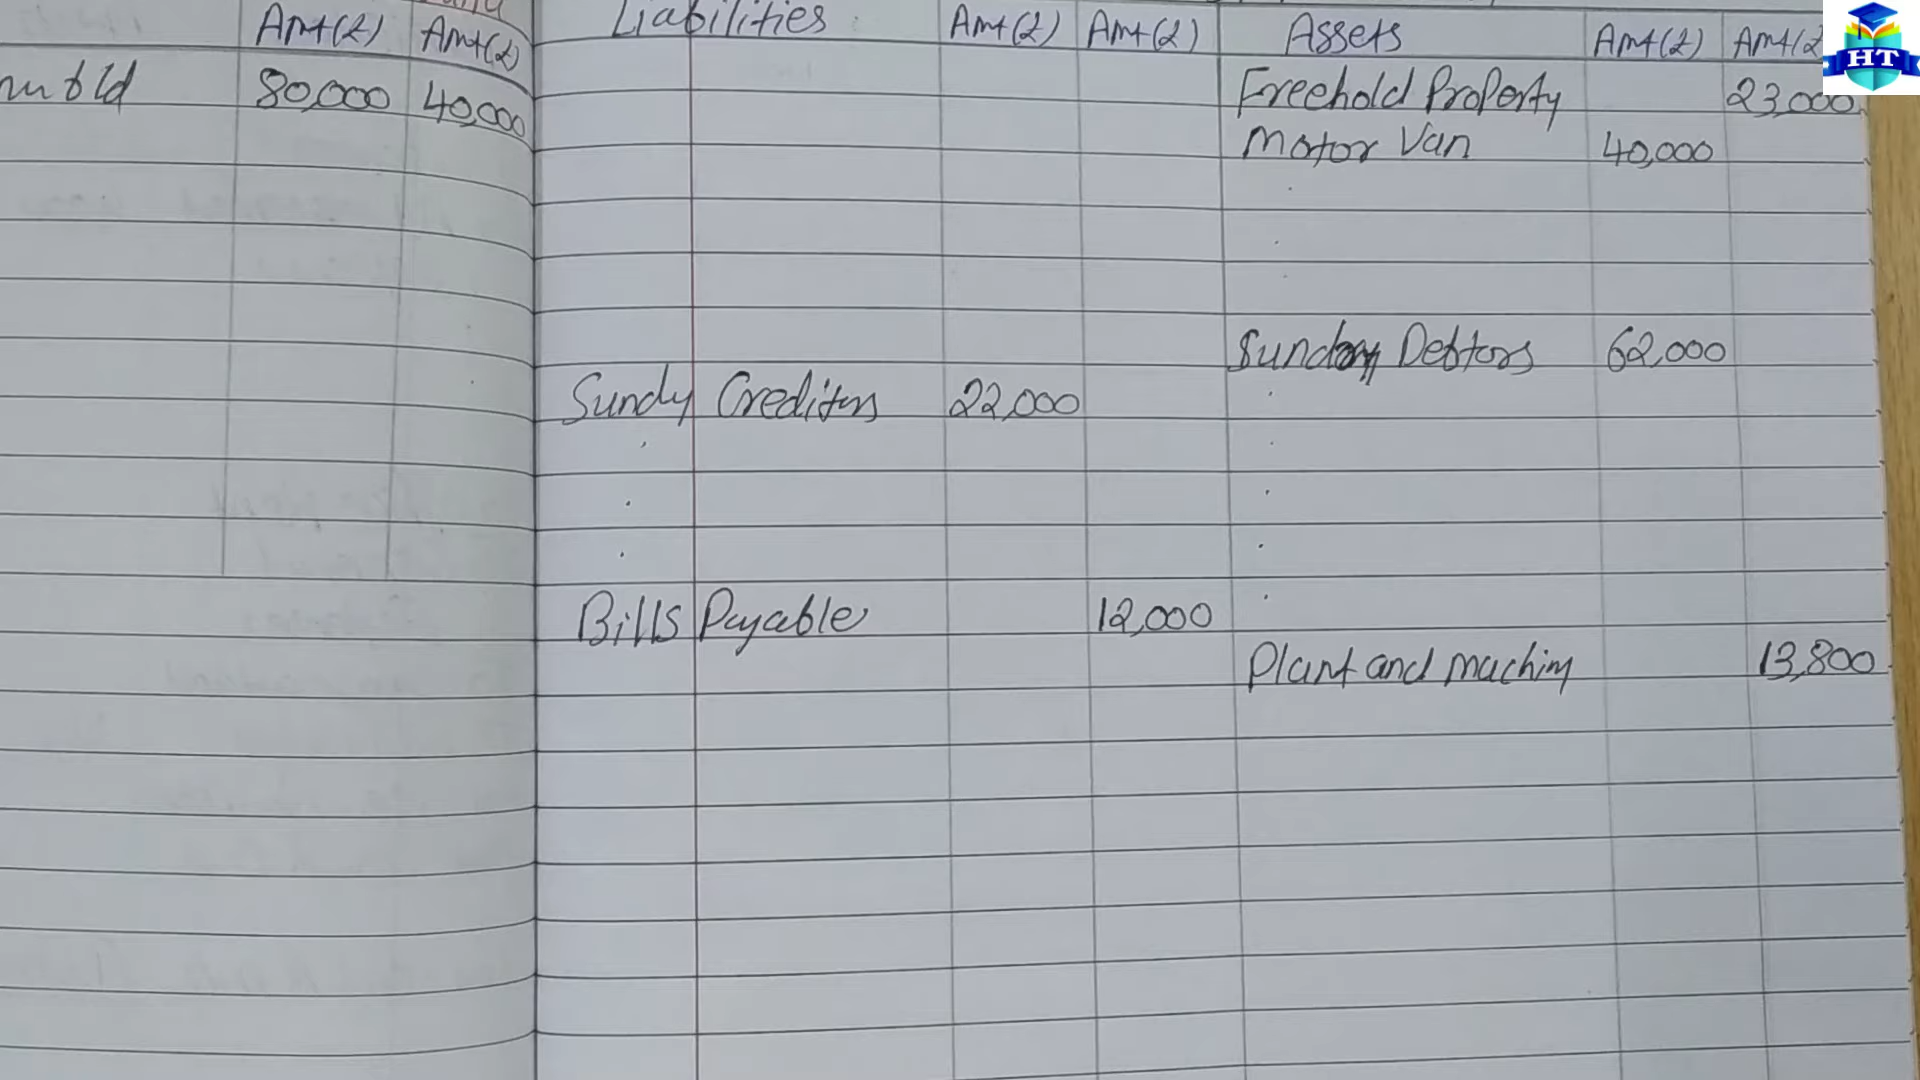 Amt(₹) Amt(₹) Liabilities Amt(₹) Amt(₹) Assets Amt(₹) Amt(₹
80,000 40,000 Freehold Property 23,000
Motor Van 40,000
Sundry Debtors 62,000
Sundy Creditors 22,000
Bills Payable 12,000
Plant and machin 13,800
HT